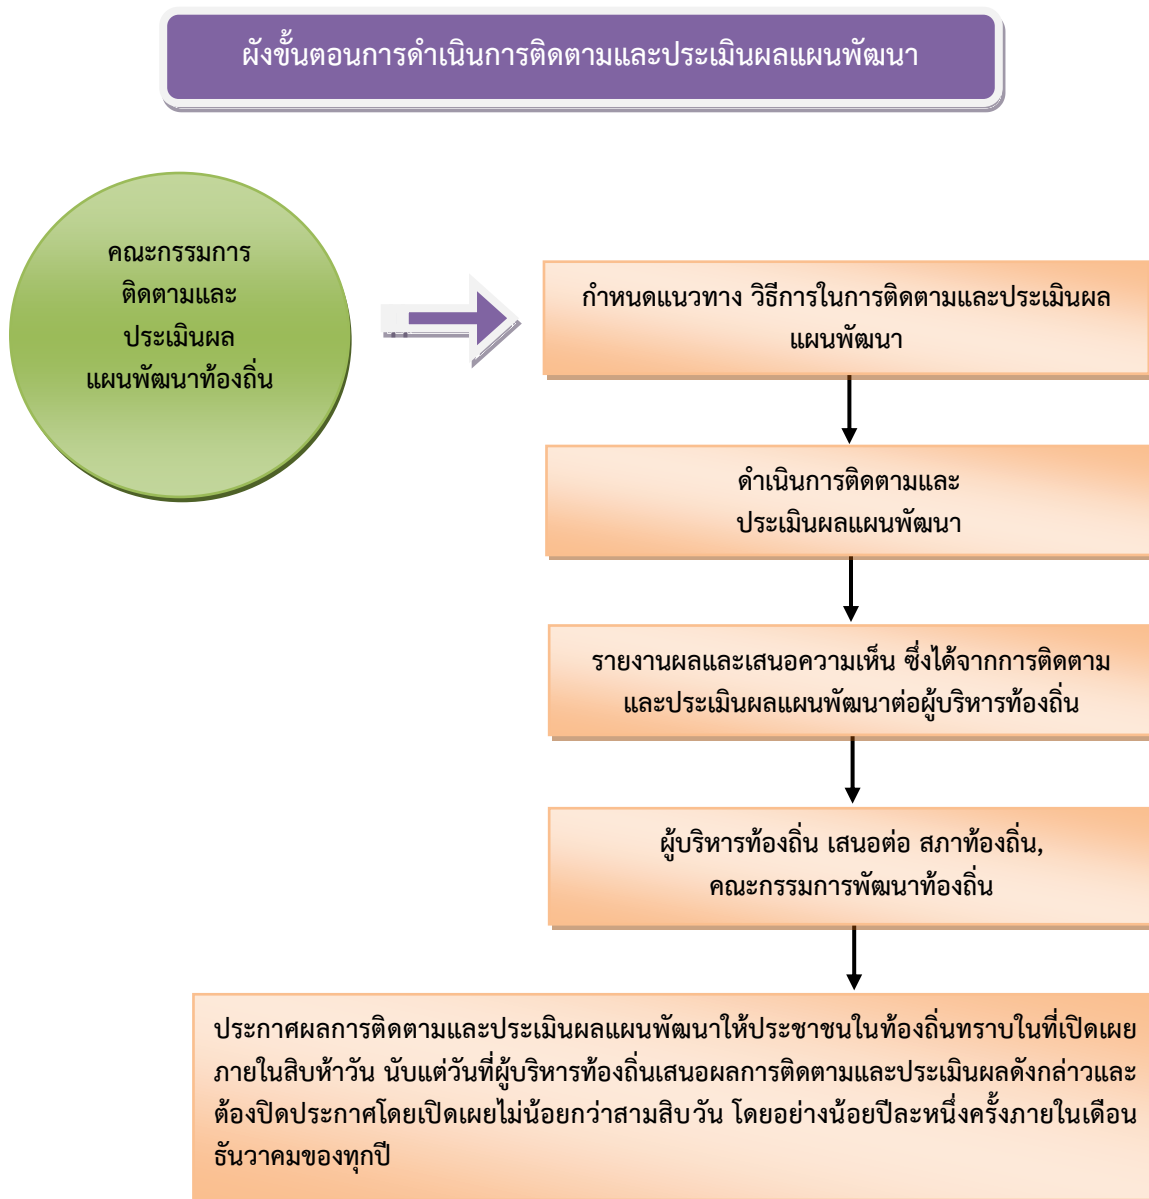 ผังขั้นตอนการดำเนินการติดตามและประเมินผลแผนพัฒนา
คณะกรรมการ
ติดตามและ
ประเมินผล
แผนพัฒนาท้องถิ่น
กำหนดแนวทาง วิธีการในการติดตามและประเมินผล
แผนพัฒนา
ดำเนินการติดตามและ
ประเมินผลแผนพัฒนา
รายงานผลและเสนอความเห็น ซึ่งได้จากการติดตาม
และประเมินผลแผนพัฒนาต่อผู้บริหารท้องถิ่น
ผู้บริหารท้องถิ่น เสนอต่อ สภาท้องถิ่น,
คณะกรรมการพัฒนาท้องถิ่น
ประกาศผลการติดตามและประเมินผลแผนพัฒนาให้ประชาชนในท้องถิ่นทราบในที่เปิดเผย
ภายในสิบห้าวัน นับแต่วันที่ผู้บริหารท้องถิ่นเสนอผลการติดตามและประเมินผลดังกล่าวและ
ต้องปิดประกาศโดยเปิดเผยไม่น้อยกว่าสามสิบวัน โดยอย่างน้อยปีละหนึ่งครั้งภายในเดือน
ธันวาคมของทุกปี